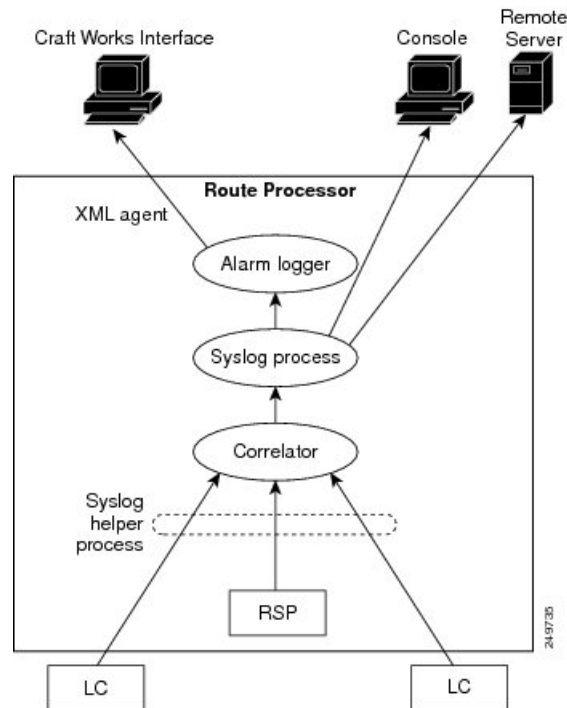 Craft Works Interface
Console
Remote
Server
Route Processor
XML agent
Alarm logger
Syslog process
Correlator
Syslog
helper
process
RSP
249735
LC
LC